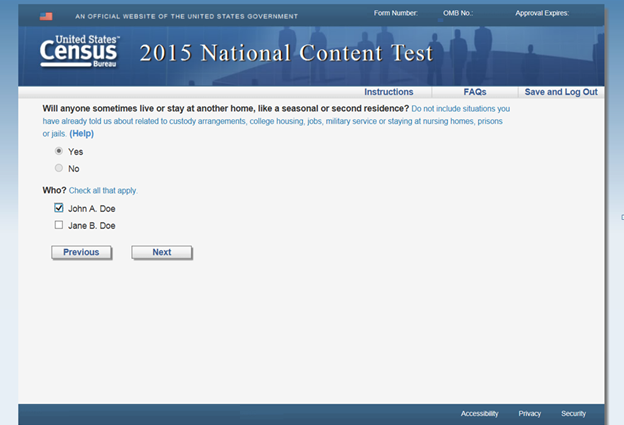 AN OFFICIAL WEBSITE OF THE UNITED STATES GOVERNMENT
Form Number: OMB No.: Approval Expires:
United States™
Census
Bureau
2015 National Content Test
Instructions FAQs Save and Log Out
Will anyone sometimes live or stay at another home, like a seasonal or second residence? Do not include situations you
have already told us about related to custody arrangements, college housing, jobs, military service or staying at nursing homes, prisons
or jails. (Help)
Yes
No
Who? Check all that apply.
John A. Doe
Jane B. Doe
Previous Next
Accessibility Privacy Security